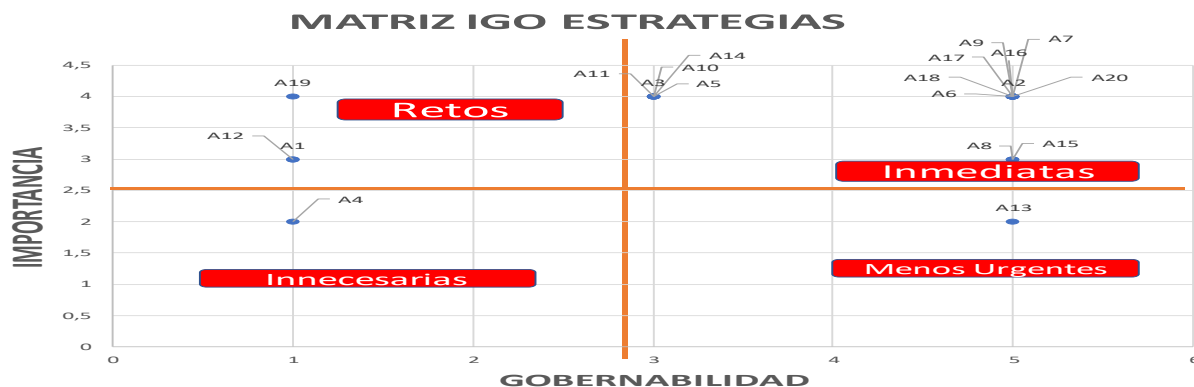 MATRIZ IGO ESTRATEGIAS
A9
A7
A14
A17
A16
A11
A10
4,5
A19
A3
A5
A18
A2
A20
A6
4
Retos
3,5
A12
A1
A8
A15
3
Inmediatas
2,5
A4
A13
2
1,5
Innecesarias
Menos Urgentes
1
0,5
0
0
1
2
3
4
5
6
IMPORTANCIA
GOBERNABILIDAD